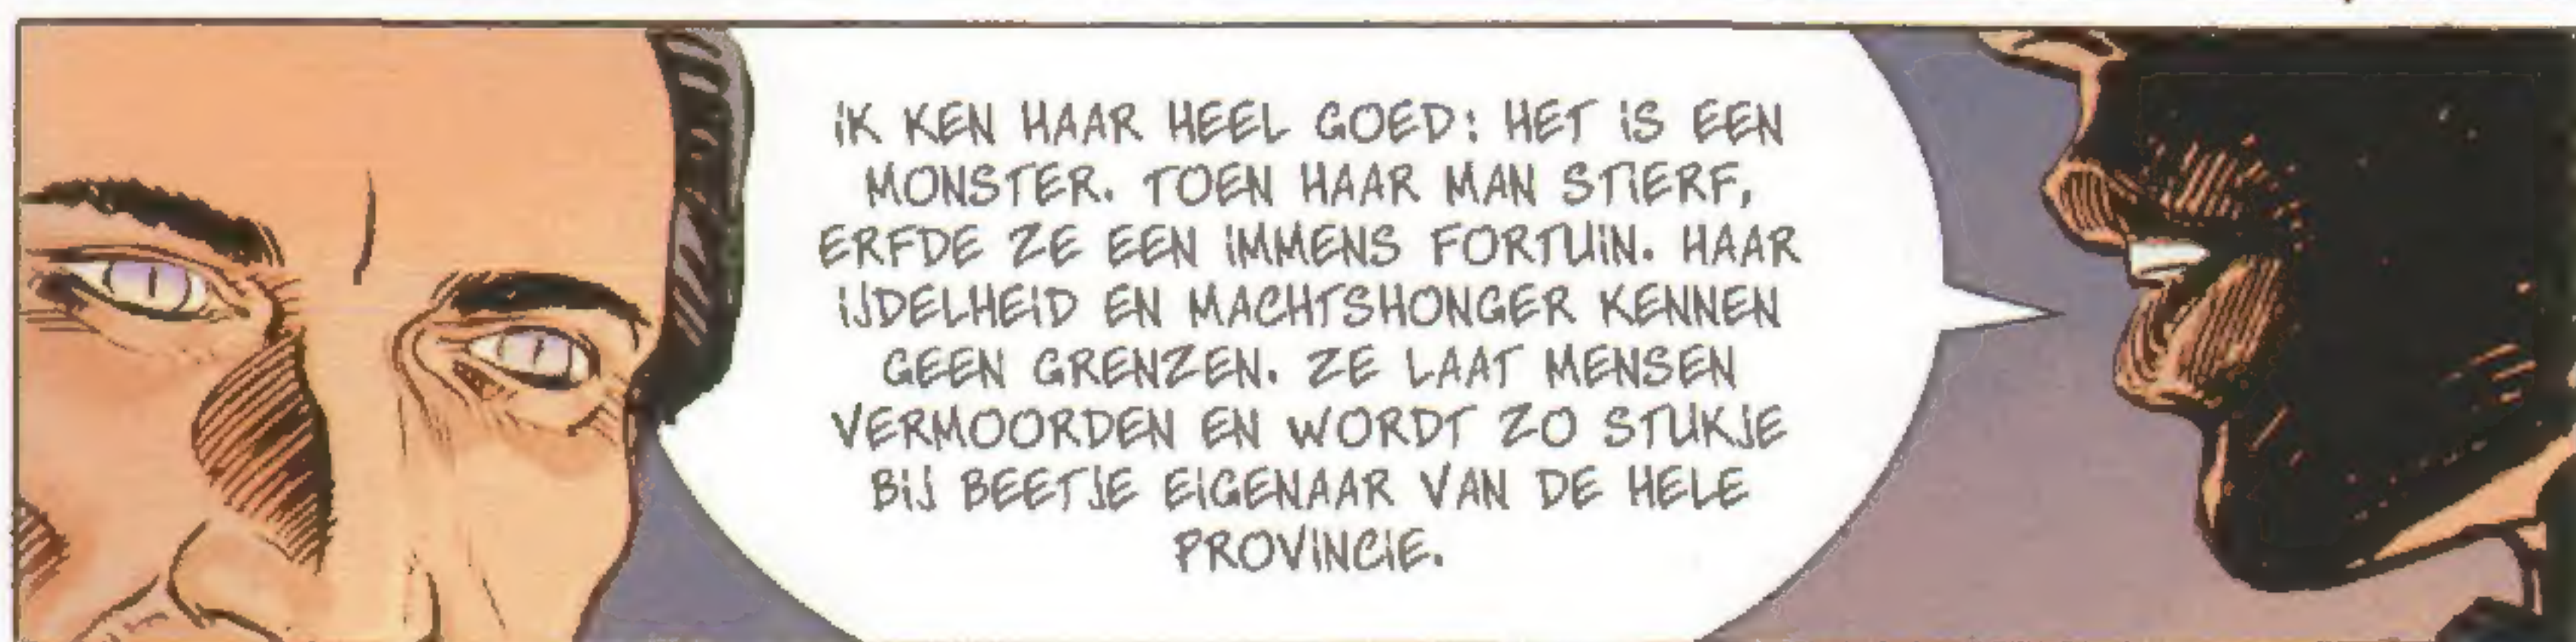 IK KEN HAAR HEEL GOED: HET IS EEN
MONSTER. TOEN HAAR MAN STIERF,
ERFDE ZE EEN IMMENS FORTUIN. HAAR
IJDELHEID EN MACHTSHONGER KENNEN
GEEN GRENZEN. ZE LAAT MENSEN
VERMOORDEN EN WORDT ZO STUKJE
BIJ BEETJE EIGENAAR VAN DE HELE
PROVINCIE.